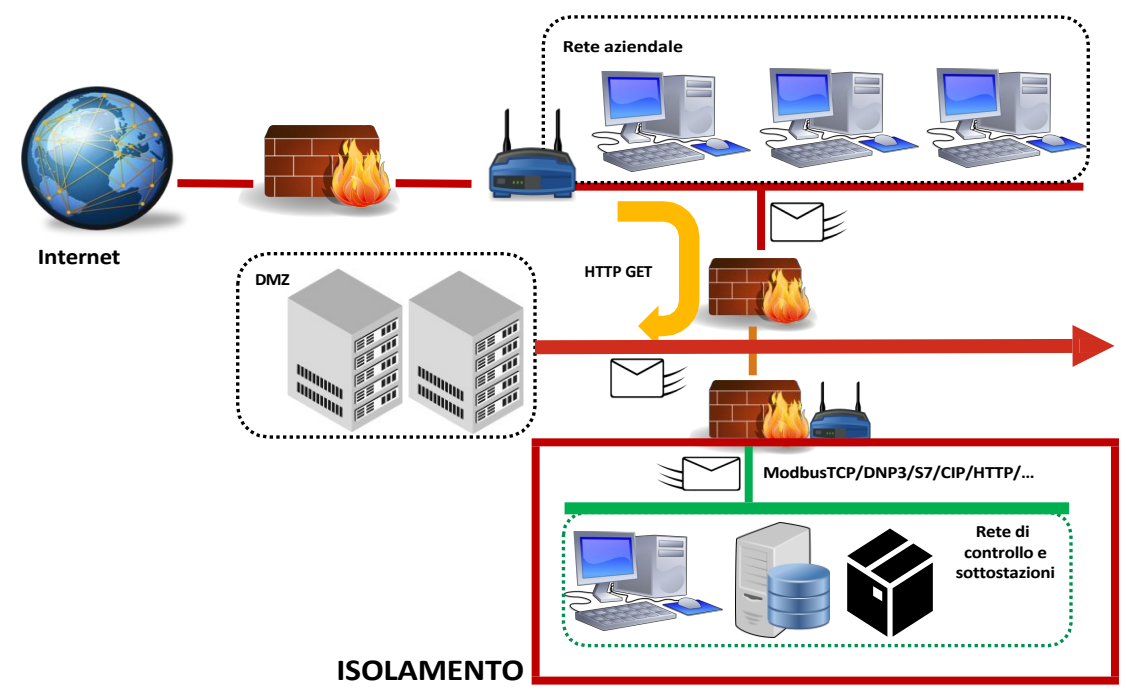 Rete aziendale
Internet
HTTP GET
DMZ
ModbusTCP/DNP3/S7/CIP/HTTP/...
Rete di
controllo e
sottostazioni
ISOLAMENTO